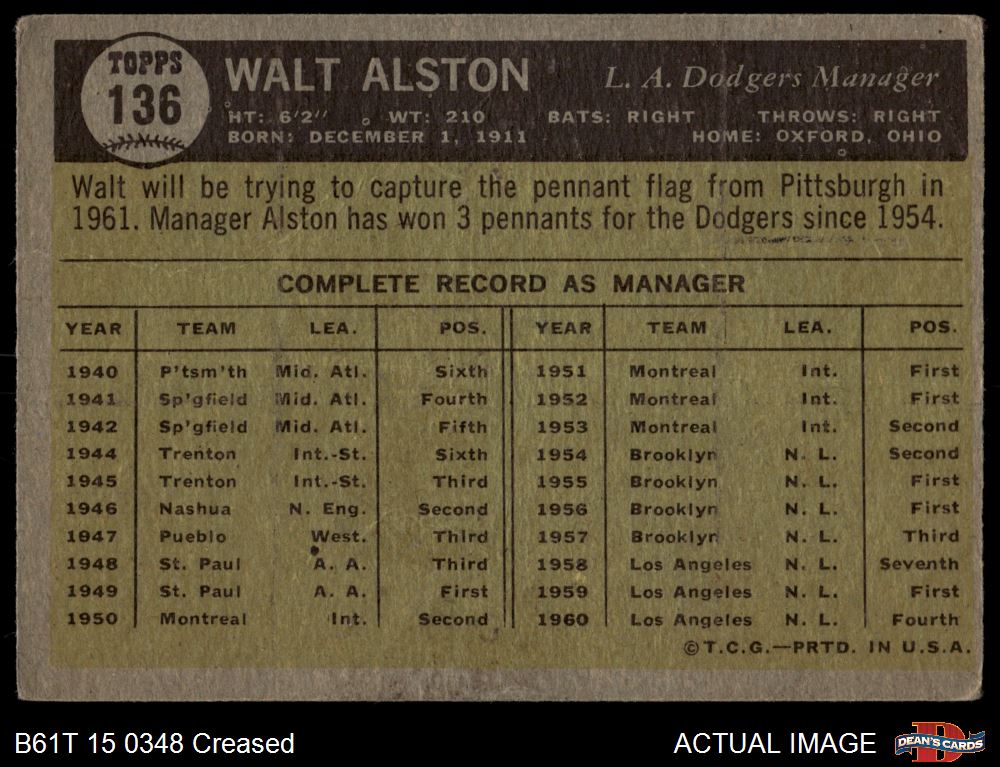 TOPPS
136
WALT ALSTON L. A. Dodgers Manager
HT: 6'2" WT: 210 BATS: RIGHT THROWS: RIGHT
BORN: DECEMBER 1, 1911 HOME: OXFORD, OHIO
Walt will be trying to capture the pennant flag from Pittsburgh in
1961. Manager Alston has won 3 pennants for the Dodgers since 1954.
COMPLETE RECORD AS MANAGER
YEAR TEAM LEA. POS. YEAR TEAM LEA. POS.
1940 P'tsm'th Mid. Atl. Sixth 1951 Montreal Int. First
1941 Sp'gfield Mid. Atl. Fourth 1952 Montreal Int. First
1942 Sp'gfield Mid. Atl. Fifth 1953 Montreal Int. Second
1944 Trenton Int.-St. Sixth 1954 Brooklyn N. L. Second
1945 Trenton Int.-St. Third 1955 Brooklyn N. L. First
1946 Nashua N. Eng. Second 1956 Brooklyn N. L. First
1947 Pueblo West. Third 1957 Brooklyn N. L. Third
1948 St. Paul A. A. Third 1958 Los Angeles N. L. Seventh
1949 St. Paul A. A. First 1959 Los Angeles N. L. First
1950 Montreal Int. Second 1960 Los Angeles N. L. Fourth
©T.C.G.—PRTD. IN U.S.A.
B61T 15 0348 Creased ACTUAL IMAGE D DEAN'S CARDS